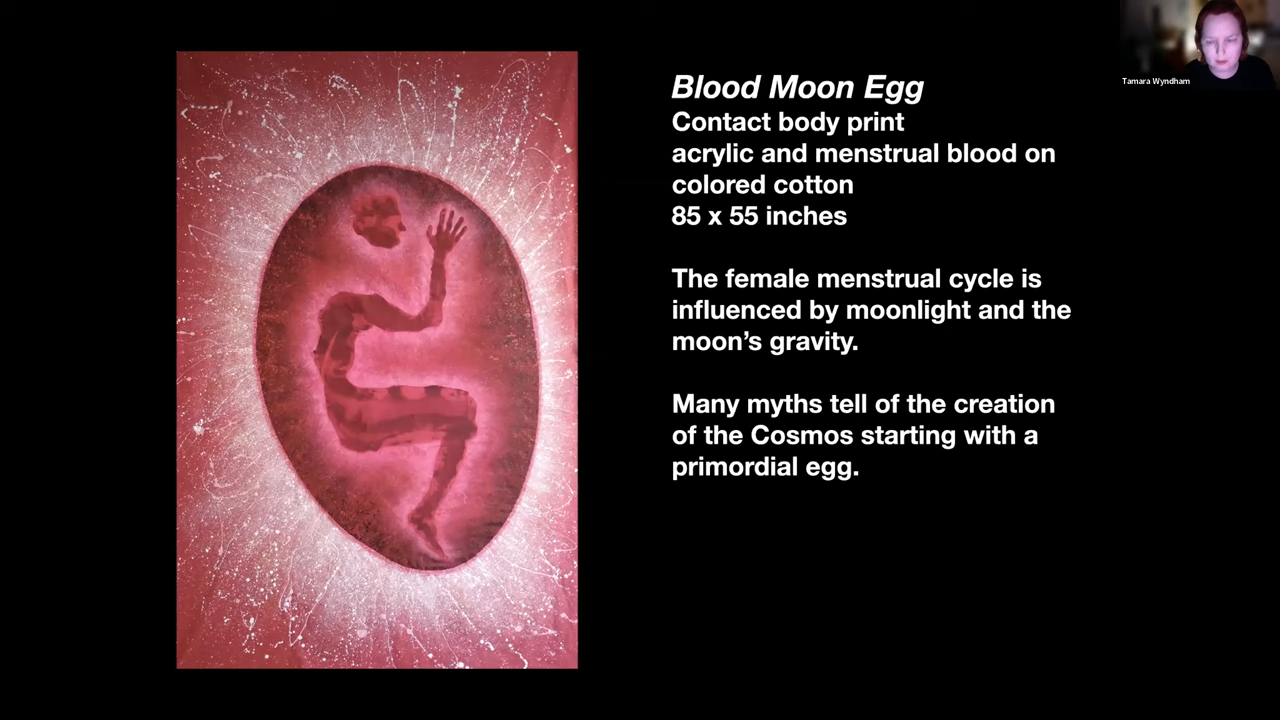 Blood Moon Egg
Contact body print
acrylic and menstrual blood on
colored cotton
85 x 55 inches
The female menstrual cycle is
influenced by moonlight and the
moon’s gravity.
Many myths tell of the creation
of the Cosmos starting with a
primordial egg.
Tamara Wyndham